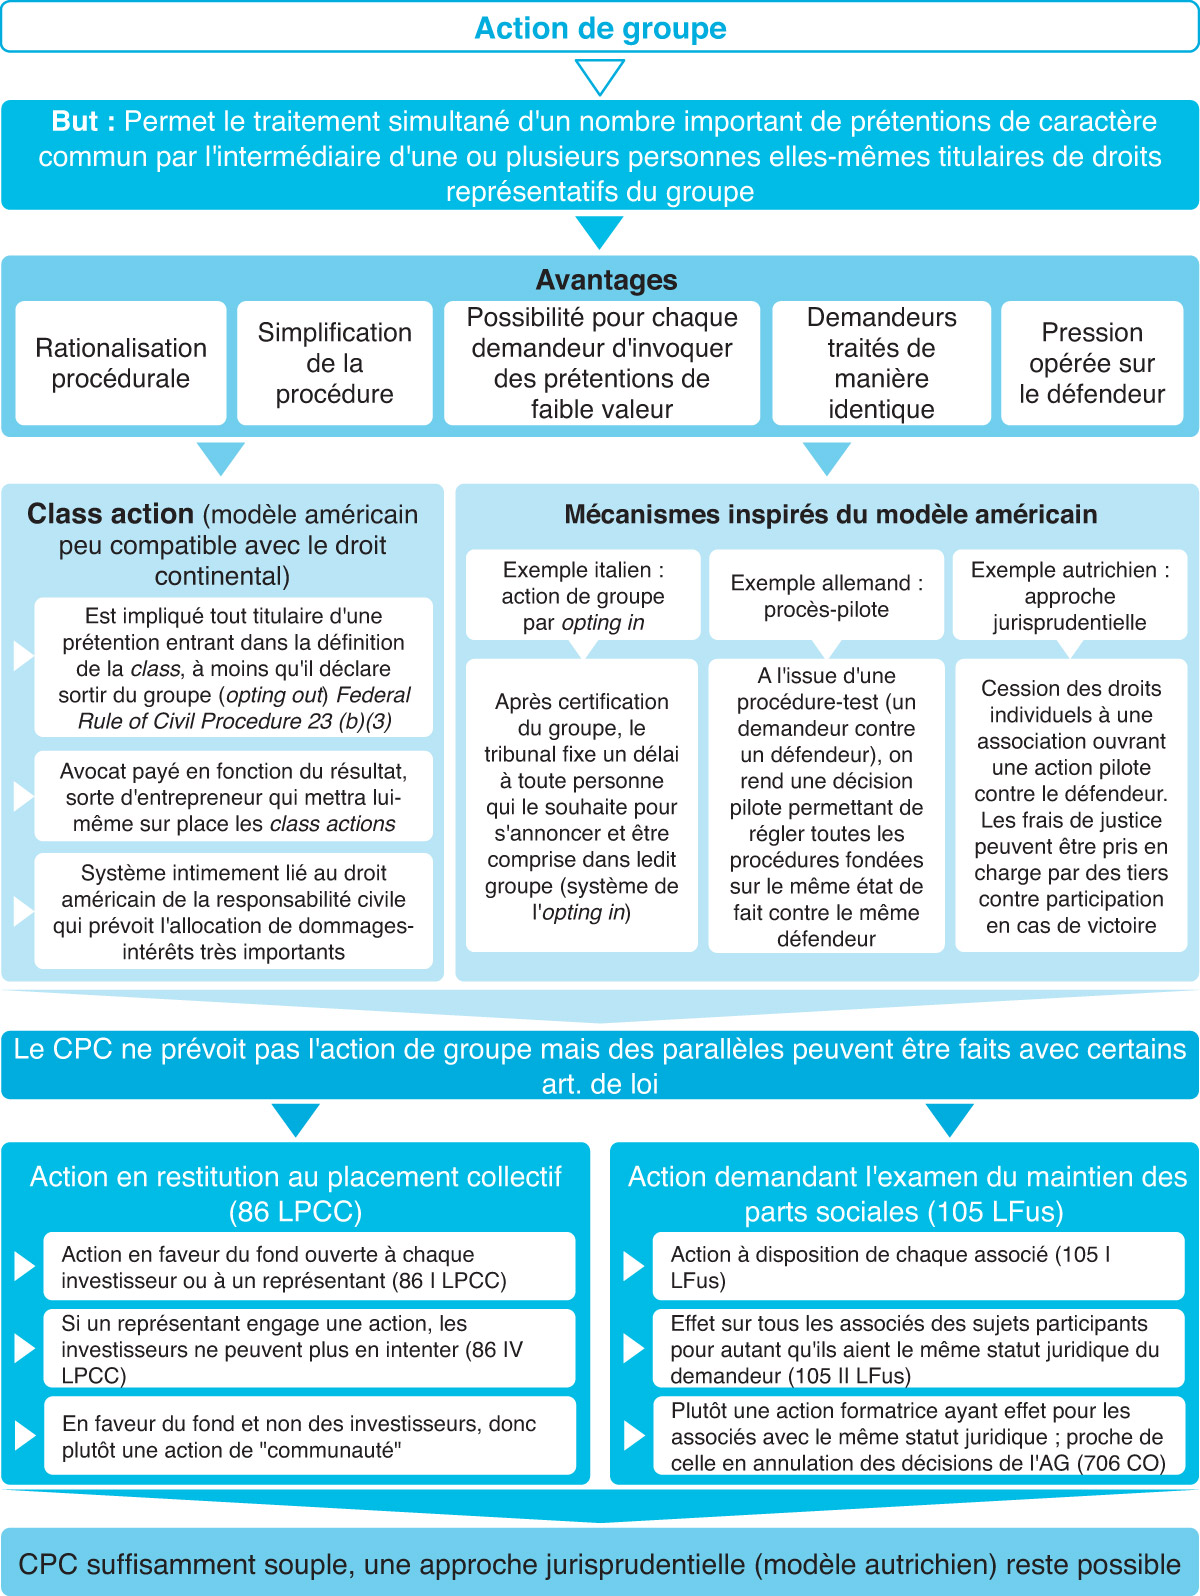 Action de groupe
But : Permet le traitement simultané d'un nombre important de prétentions de caractère
commun par l'intermédiaire d'une ou plusieurs personnes elles-mêmes titulaires de droits
représentatifs du groupe
Avantages
Rationalisation
procédurale
Simplification
de la
procédure
Possibilité pour chaque
demandeur d'invoquer
des prétentions de
faible valeur
Demandeurs
traités de
manière
identique
Pression
opérée sur
le défendeur
Class action (modèle américain
peu compatible avec le droit
continental)
Est impliqué tout titulaire d'une
prétention entrant dans la définition
de la class, à moins qu'il déclare
sortir du groupe (opting out) Federal
Rule of Civil Procedure 23 (b)(3)
Avocat payé en fonction du résultat,
sorte d'entrepreneur qui mettra lui-
même sur place les class actions
Système intimement lié au droit
américain de la responsabilité civile
qui prévoit l'allocation de dommages-
intérêts très importants
Mécanismes inspirés du modèle américain
Exemple italien :
action de groupe
par opting in
Après certification
du groupe, le
tribunal fixe un délai
à toute personne
qui le souhaite pour
s'annoncer et être
comprise dans ledit
groupe (système de
l'opting in)
Exemple allemand :
procès-pilote
A l'issue d'une
procédure-test (un
demandeur contre
un défendeur), on
rend une décision
pilote permettant de
régler toutes les
procédures fondées
sur le même état de
fait contre le même
défendeur
Exemple autrichien :
approche
jurisprudentielle
Cession des droits
individuels à une
association ouvrant
une action pilote
contre le défendeur.
Les frais de justice
peuvent être pris en
charge par des tiers
contre participation
en cas de victoire
Le CPC ne prévoit pas l'action de groupe mais des parallèles peuvent être faits avec certains
art. de loi
Action en restitution au placement collectif
(86 LPCC)
Action en faveur du fond ouverte à chaque
investisseur ou à un représentant (86 I LPCC)
Si un représentant engage une action, les
investisseurs ne peuvent plus en intenter (86 IV
LPCC)
En faveur du fond et non des investisseurs, donc
plutôt une action de "communauté"
Action demandant l'examen du maintien des
parts sociales (105 LFus)
Action à disposition de chaque associé (105 I
LFus)
Effet sur tous les associés des sujets participants
pour autant qu'ils aient le même statut juridique du
demandeur (105 II LFus)
Plutôt une action formatrice ayant effet pour les
associés avec le même statut juridique ; proche de
celle en annulation des décisions de l'AG (706 CO)
CPC suffisamment souple, une approche jurisprudentielle (modèle autrichien) reste possible